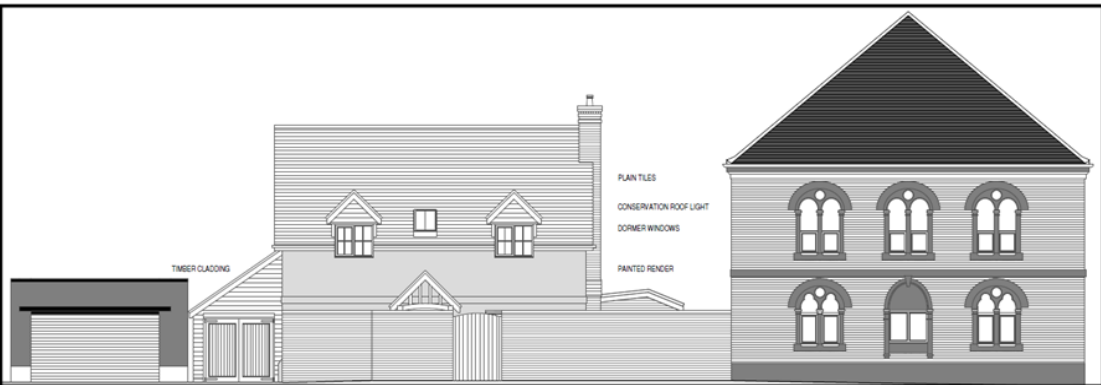 PLAIN TILES
CONSERVATION ROOF LIGHT
DORMER WINDOWS
TIMBER CLADDING
PAINTED RENDER